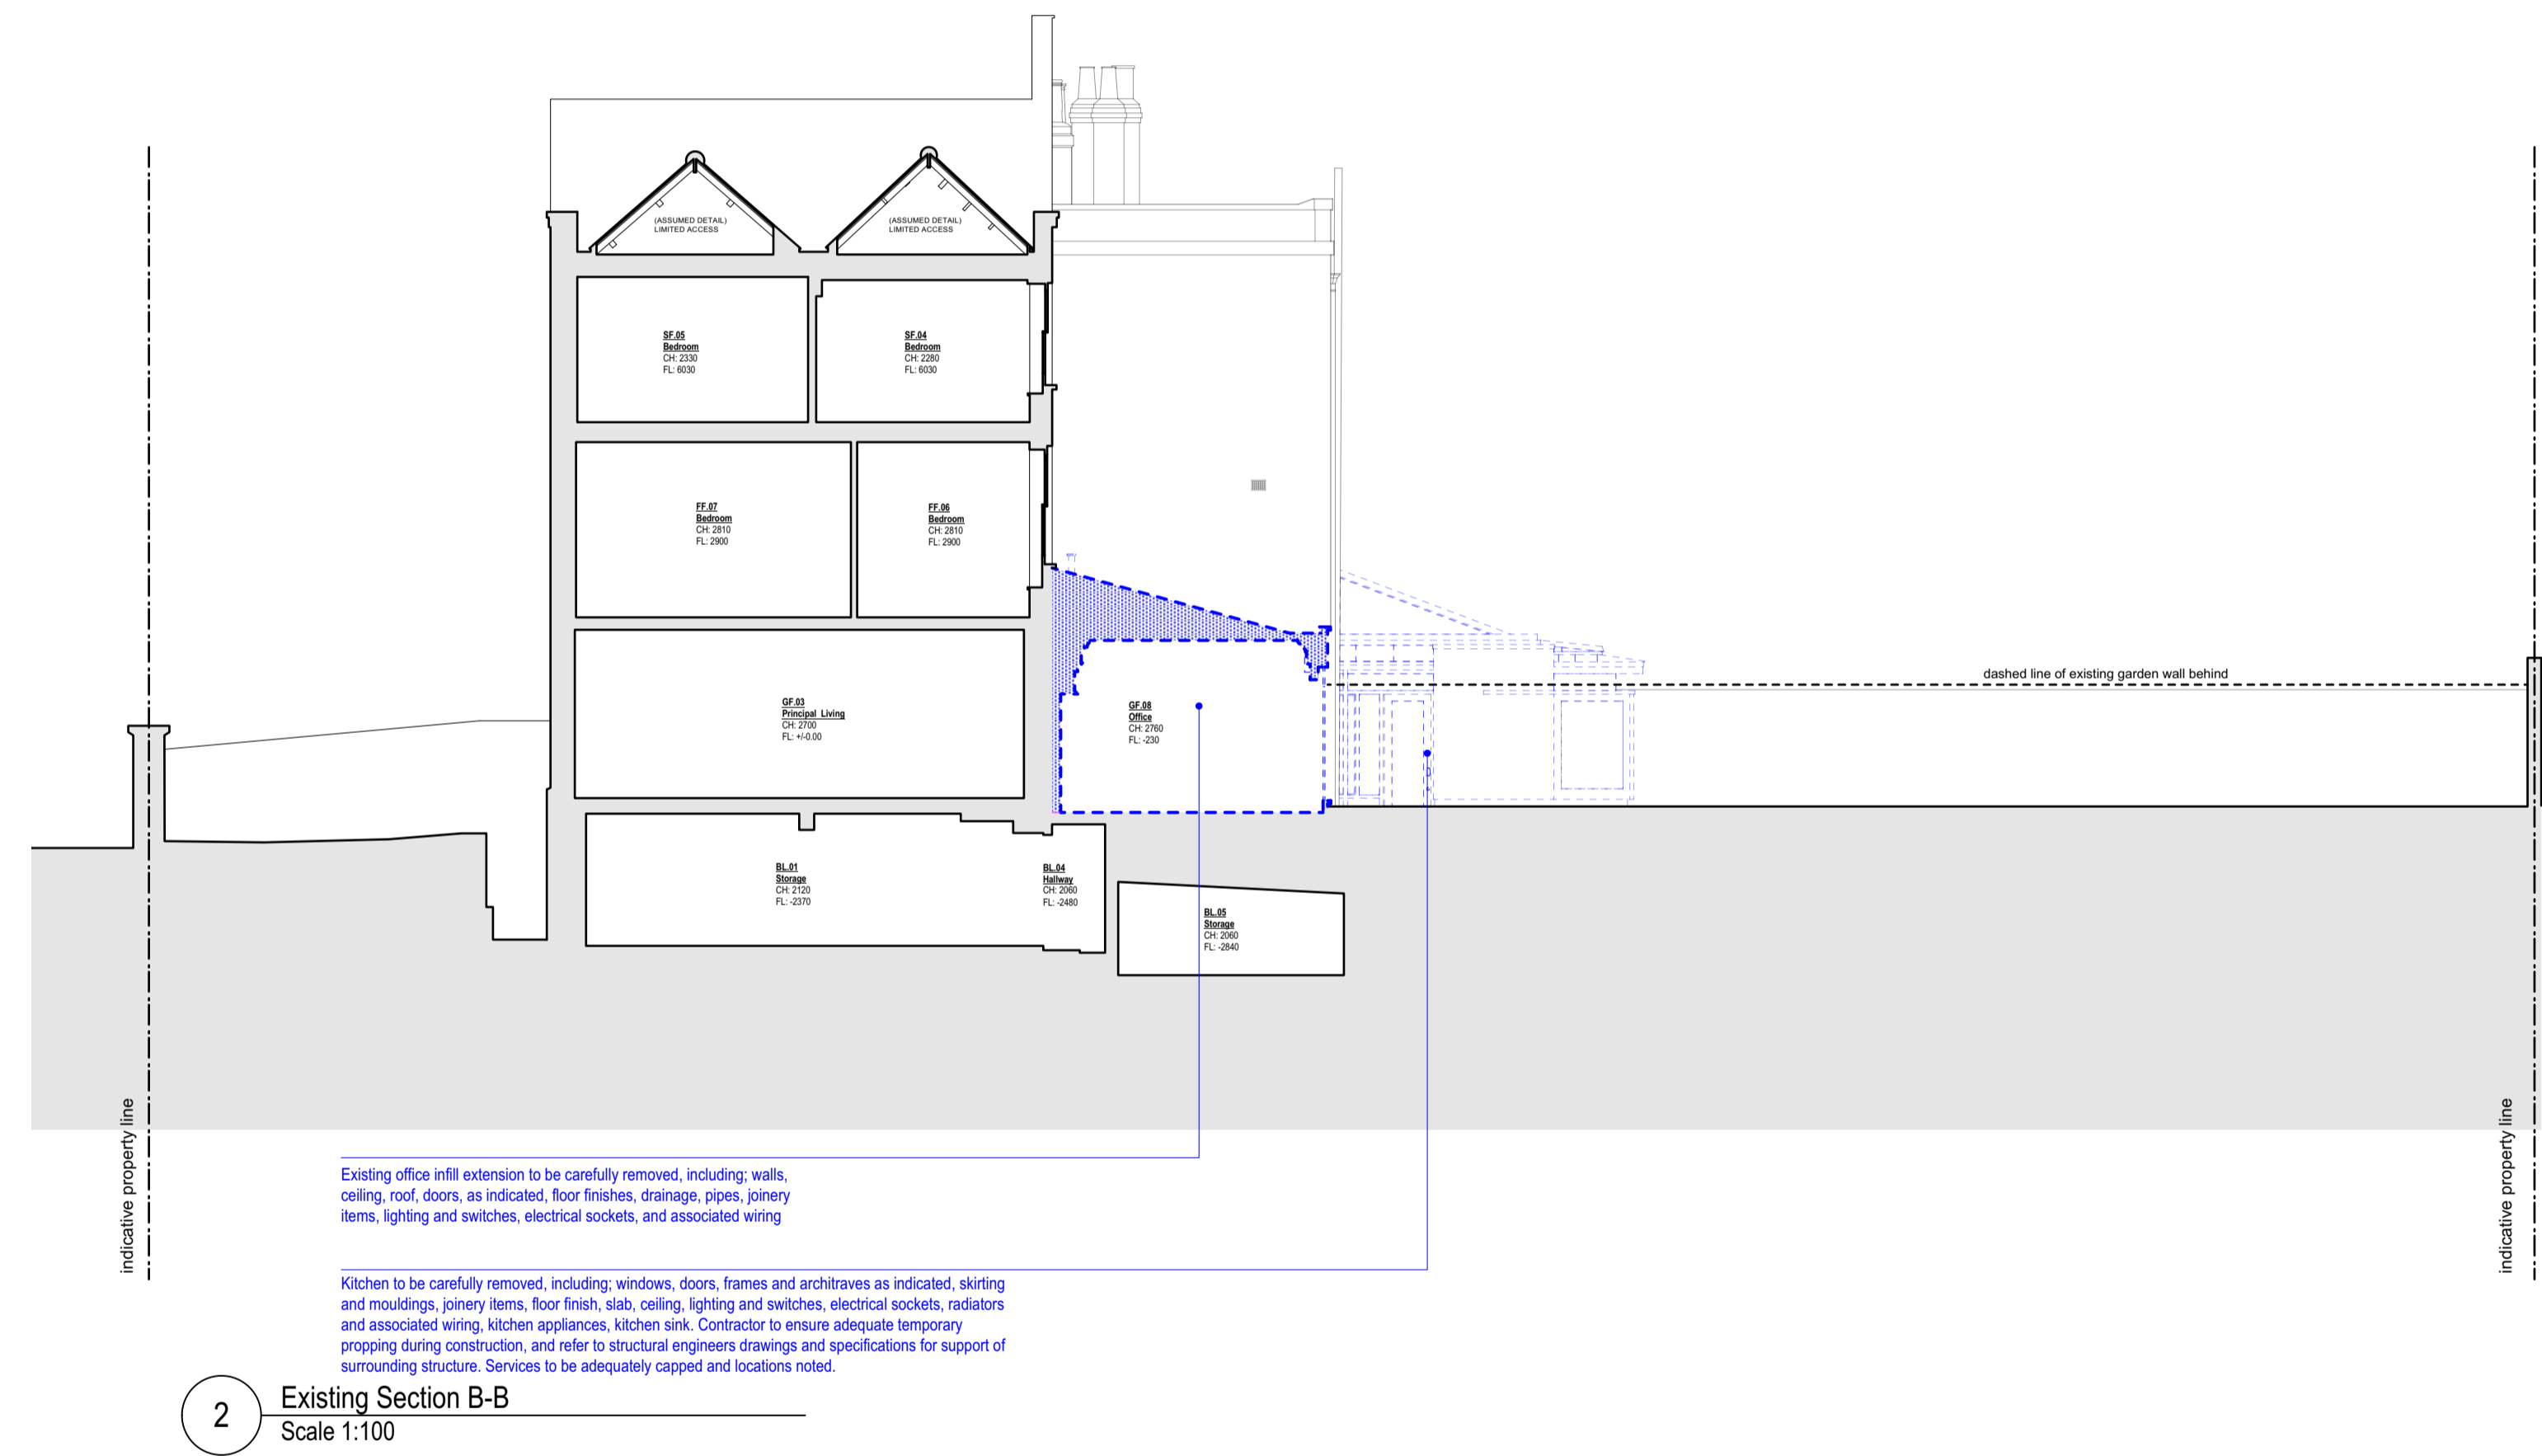 (ASSUMED DETAIL)
LIMITED ACCESS
(ASSUMED DETAIL)
LIMITED ACCESS
SF.05
Bedroom
CH: 2330
FL: 6030
SF.04
Bedroom
CH: 2280
FL: 6030
FF.07
Bedroom
CH: 2810
FL: 2900
FF.06
Bedroom
CH: 2810
FL: 2900
dashed line of existing garden wall behind
GF.03
Principal Living
CH: 2700
FL: +/-0.00
GF.08
Office
CH: 2760
FL: -230
BL.01
Storage
CH: 2120
FL: -2370
BL.04
Hallway
CH: 2060
FL: -2480
BL.05
Storage
CH: 2060
FL: -2840
indicative property line
indicative property line
Existing office infill extension to be carefully removed, including; walls,
ceiling, roof, doors, as indicated, floor finishes, drainage, pipes, joinery
items, lighting and switches, electrical sockets, and associated wiring
Kitchen to be carefully removed, including; windows, doors, frames and architraves as indicated, skirting
and mouldings, joinery items, floor finish, slab, ceiling, lighting and switches, electrical sockets, radiators
and associated wiring, kitchen appliances, kitchen sink. Contractor to ensure adequate temporary
propping during construction, and refer to structural engineers drawings and specifications for support of
surrounding structure. Services to be adequately capped and locations noted.
2
Existing Section B-B
Scale 1:100